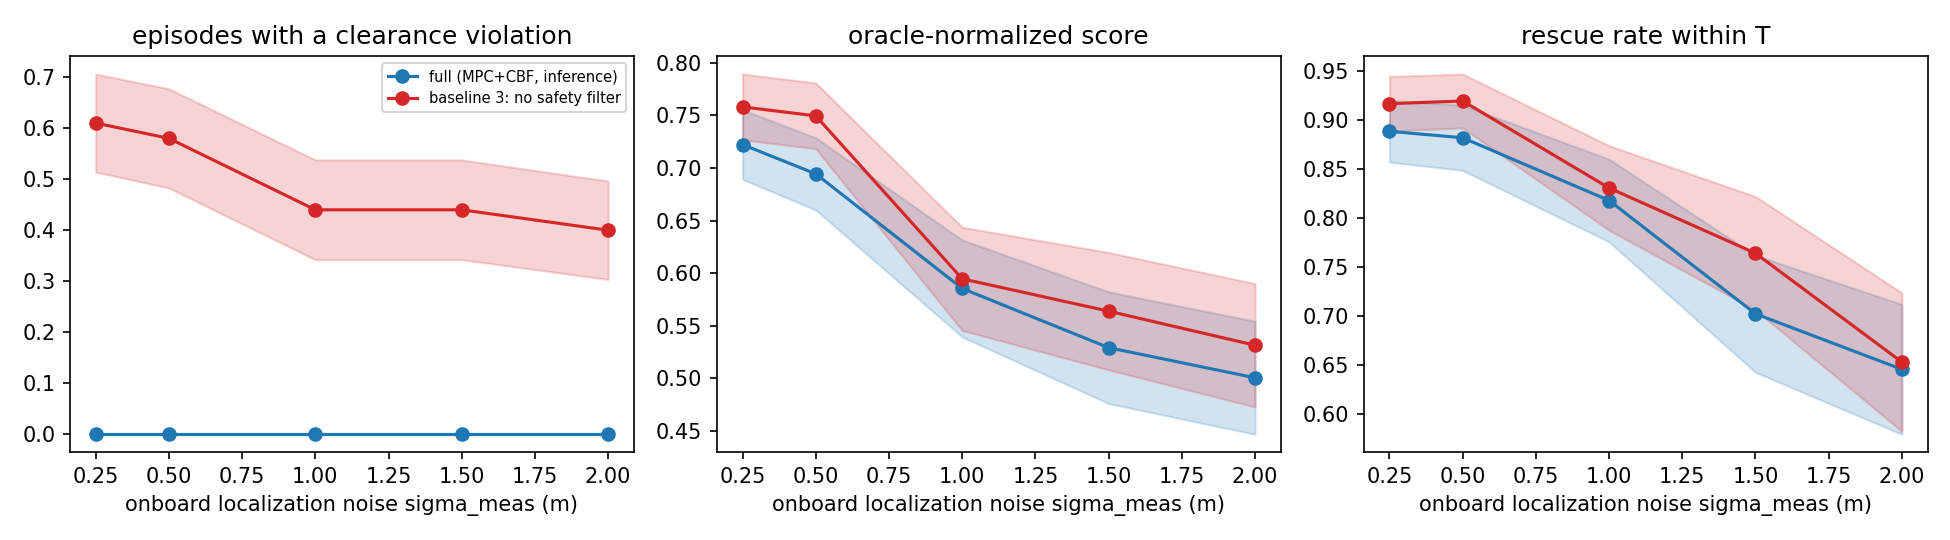 episodes with a clearance violation
0.7
0.6
0.5
0.4
0.3
0.2
0.1
0.0
full (MPC+CBF, inference)
baseline 3: no safety filter
0.25 0.50 0.75 1.00 1.25 1.50 1.75 2.00
onboard localization noise sigma_meas (m)
oracle-normalized score
0.80
0.75
0.70
0.65
0.60
0.55
0.50
0.45
0.25 0.50 0.75 1.00 1.25 1.50 1.75 2.00
onboard localization noise sigma_meas (m)
rescue rate within T
0.95
0.90
0.85
0.80
0.75
0.70
0.65
0.60
0.25 0.50 0.75 1.00 1.25 1.50 1.75 2.00
onboard localization noise sigma_meas (m)